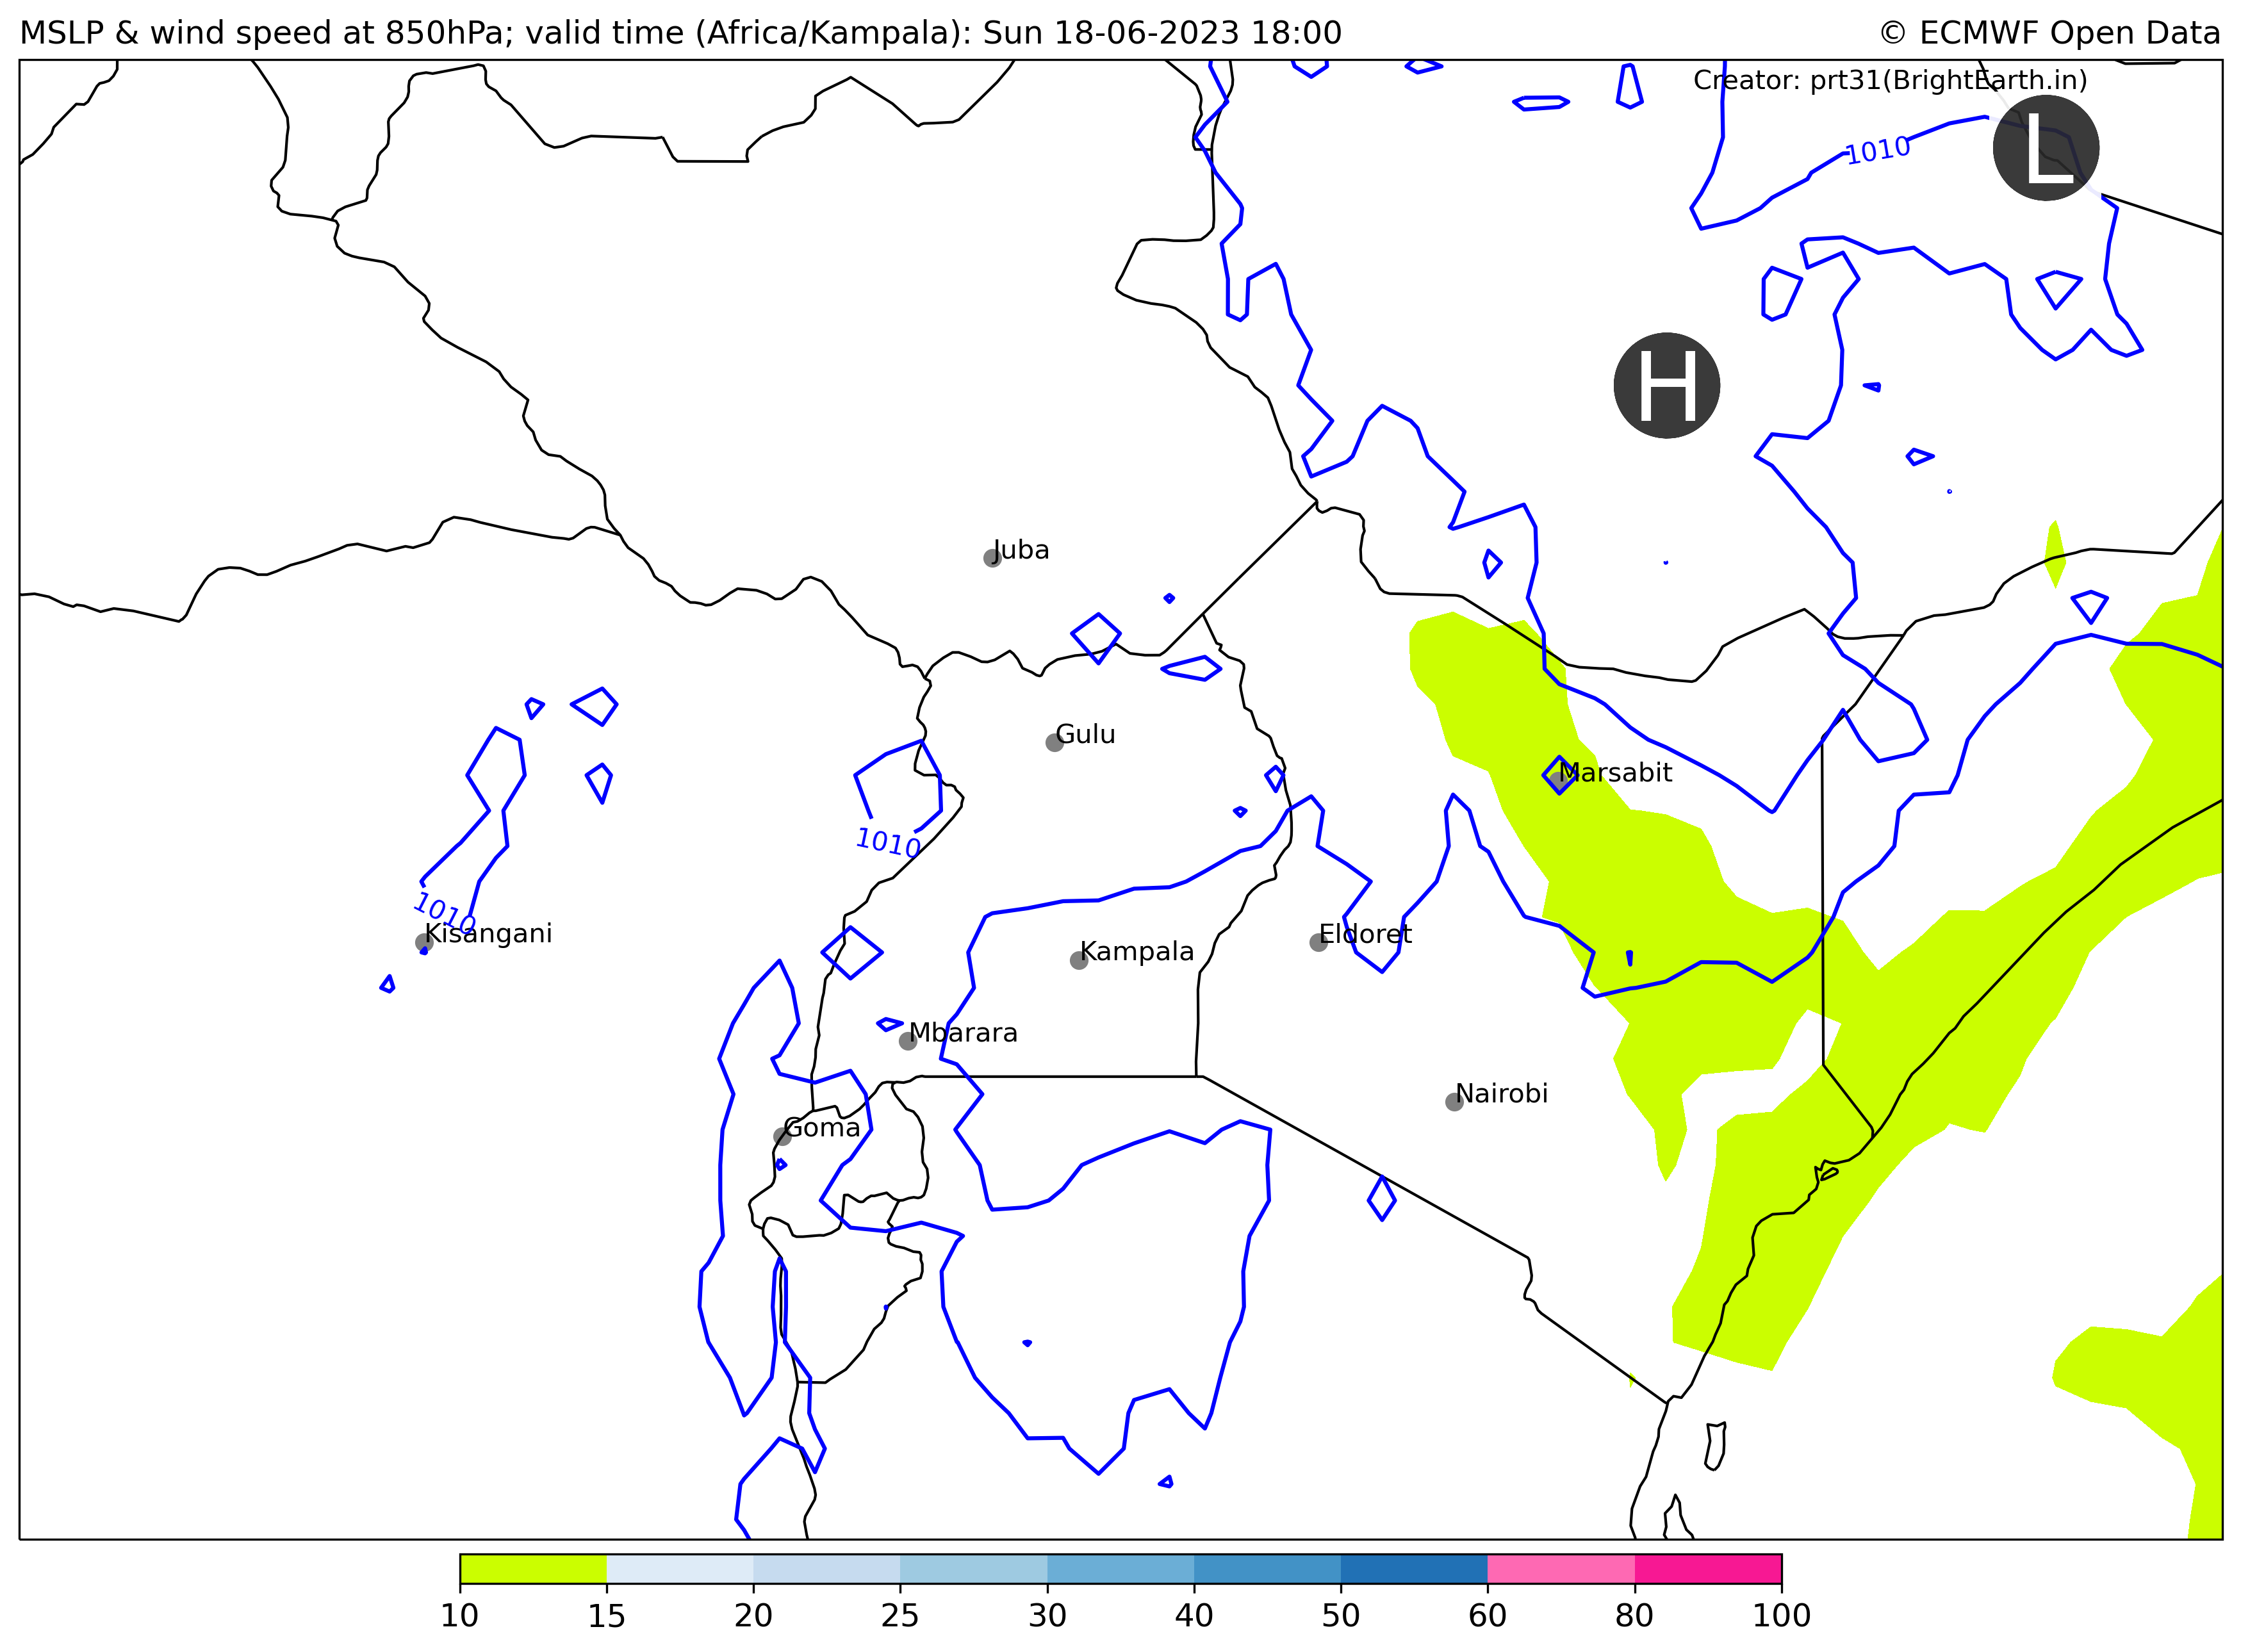 MSLP & wind speed at 850hPa; valid time (Africa/Kampala): Sun 18-06-2023 18:00
© ECMWF Open Data
Creator: prt31(BrightEarth.in)
L
1010
H
Juba
Gulu
Marsabit
1010
1010
Kisangani
Eldoret
Kampala
Mbarara
Nairobi
Goma
10 15 20 25 30 40 50 60 80 100